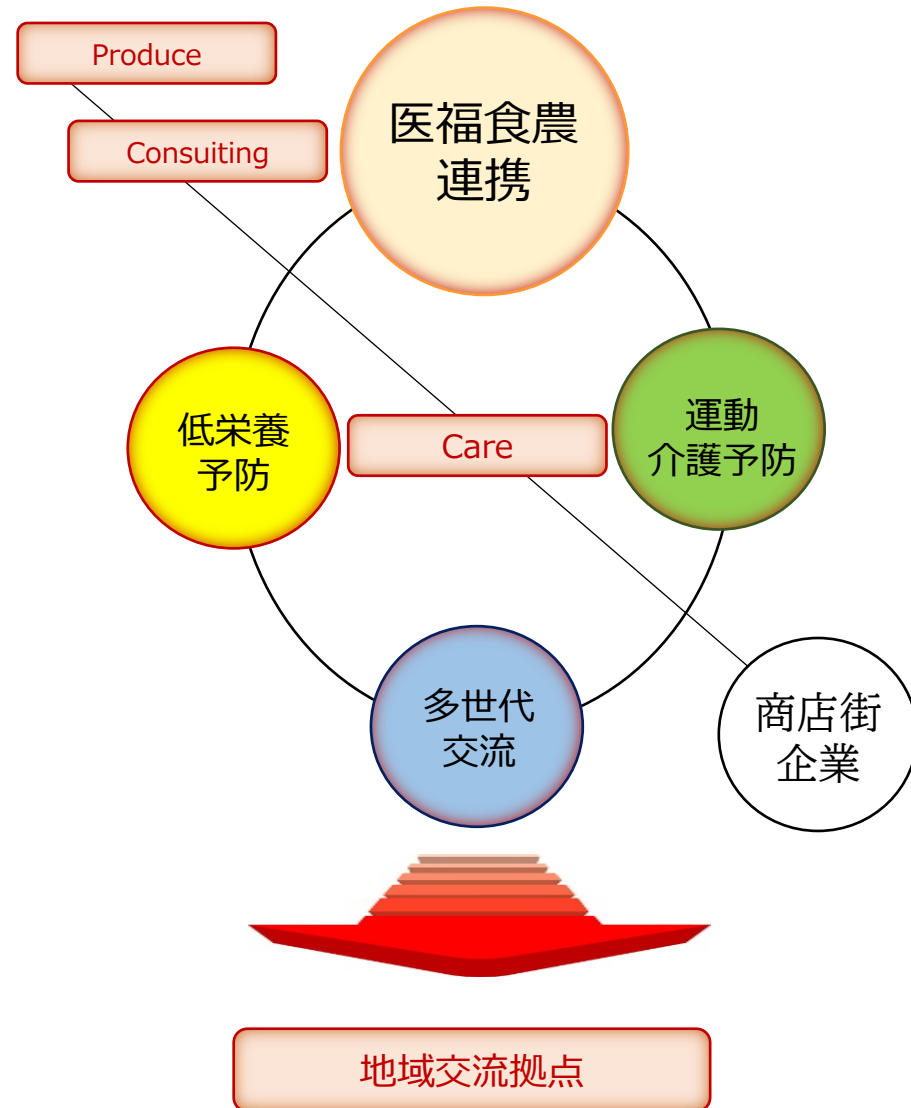 Produce
Consuiting
医福食農
連携
低栄養
予防
Care
運動
介護予防
多世代
交流
商店街
企業
地域交流拠点